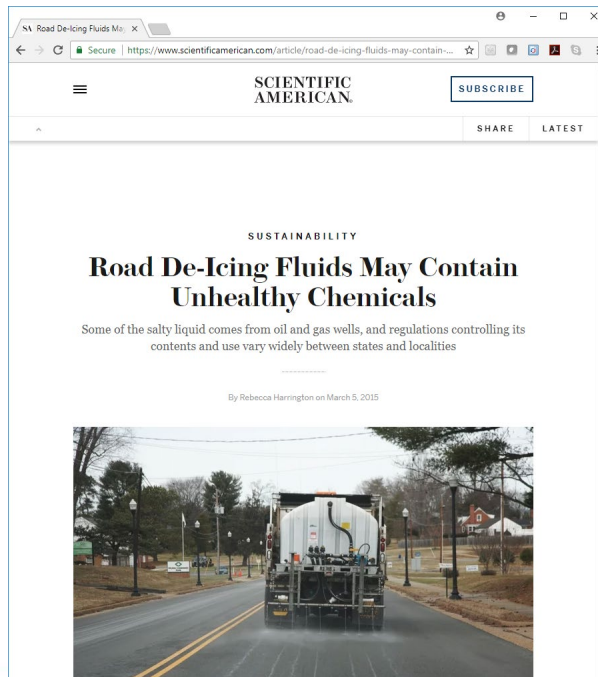 SA Road De-Icing Fluids Ma
Secure | https://www.scientificamerican.com/article/road-de-icing-fluids-may-contain-...
SCIENTIFIC
AMERICAN®
SUBSCRIBE
SHARE LATEST
SUSTAINABILITY
Road De-Icing Fluids May Contain
Unhealthy Chemicals
Some of the salty liquid comes from oil and gas wells, and regulations controlling its
contents and use vary widely between states and localities
By Rebecca Harrington on March 5, 2015